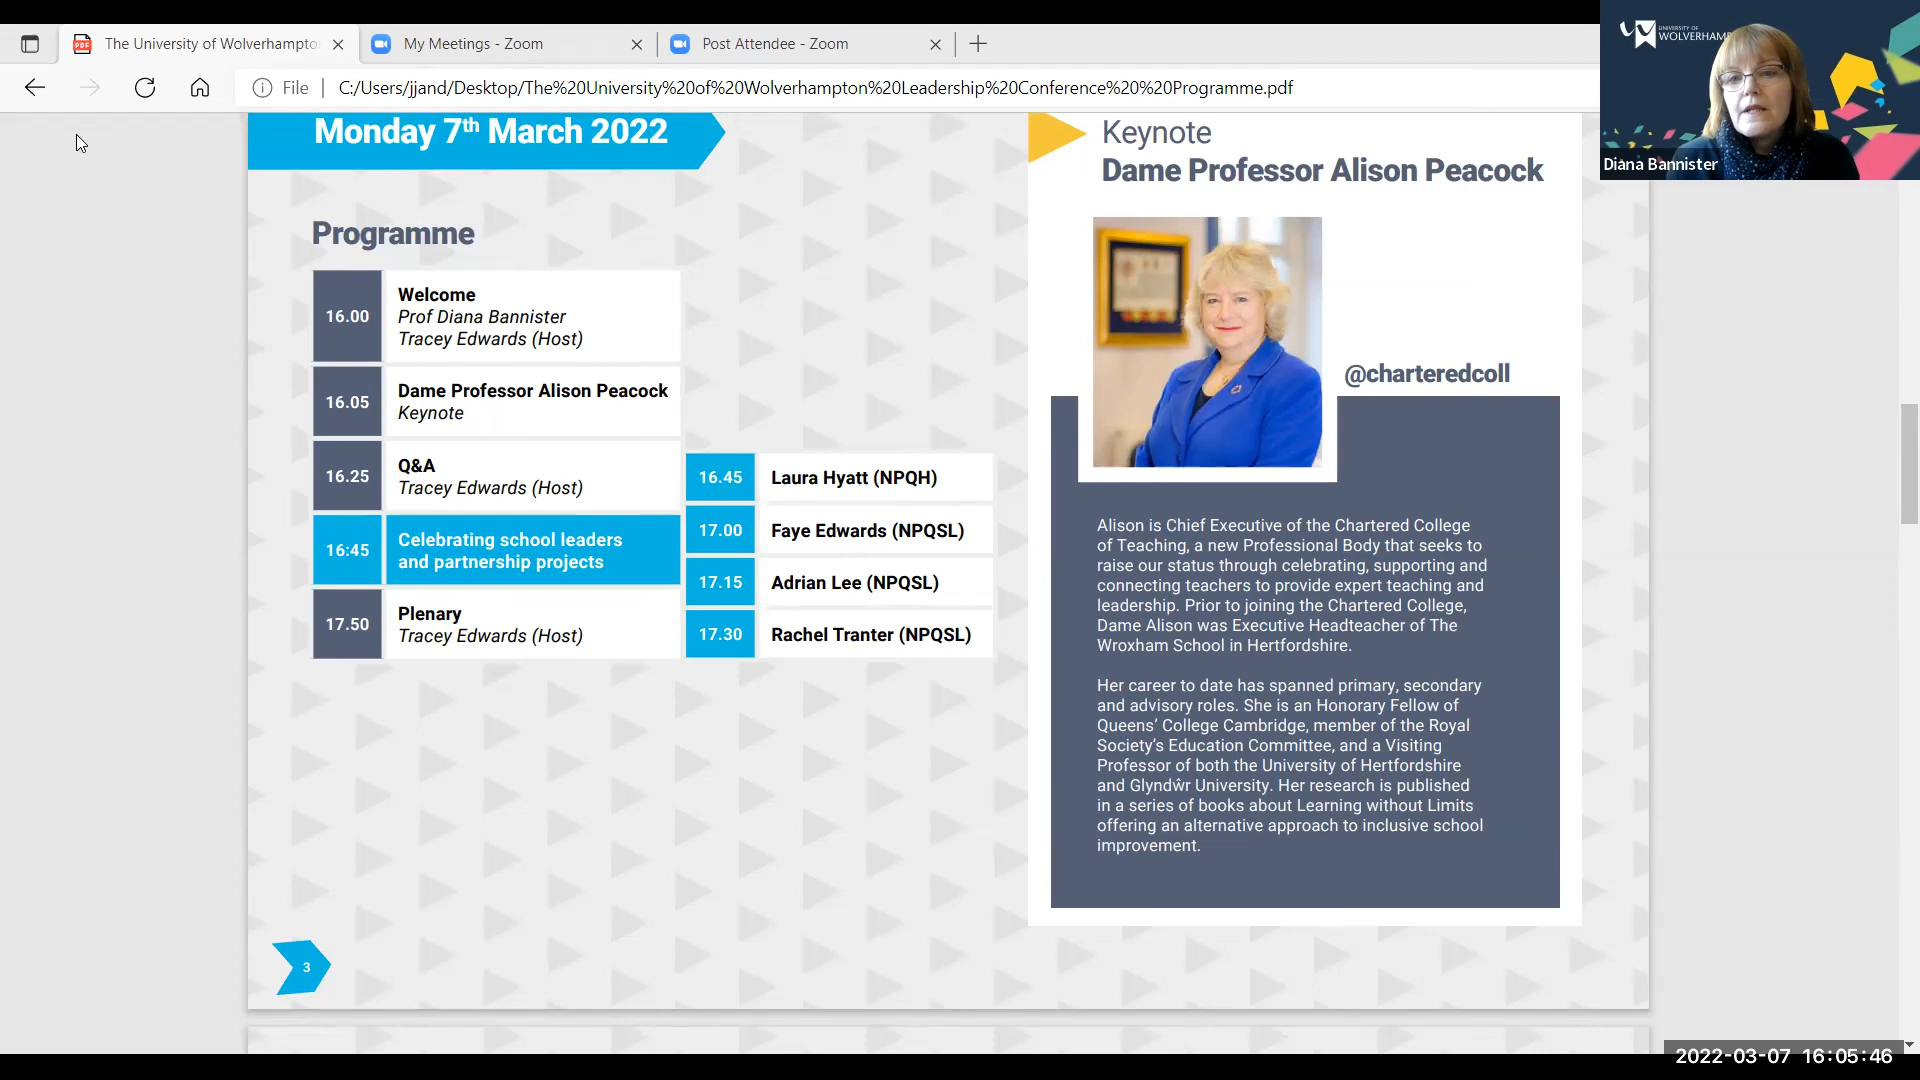 The University of Wolverhampto
My Meetings - Zoom
Post Attendee - Zoom
File
C:/Users/jjand/Desktop/The%20University%20of%20Wolverhampton%20Leadership%20Conference%20%20Programme.pdf
UNIVERSITY OF
WOLVERHAM
Diana Bannister
Monday 7th March 2022
Programme
16.00
Welcome
Prof Diana Bannister
Tracey Edwards (Host)
16.05
Dame Professor Alison Peacock
Keynote
16.25
Q&A
Tracey Edwards (Host)
16:45
Celebrating school leaders
and partnership projects
17.50
Plenary
Tracey Edwards (Host)
16.45
Laura Hyatt (NPQH)
17.00
Faye Edwards (NPQSL)
17.15
Adrian Lee (NPQSL)
17.30
Rachel Tranter (NPQSL)
3
Keynote
Dame Professor Alison Peacock
@charteredcoll
Alison is Chief Executive of the Chartered College
of Teaching, a new Professional Body that seeks to
raise our status through celebrating, supporting and
connecting teachers to provide expert teaching and
leadership. Prior to joining the Chartered College,
Dame Alison was Executive Headteacher of The
Wroxham School in Hertfordshire.
Her career to date has spanned primary, secondary
and advisory roles. She is an Honorary Fellow of
Queens’ College Cambridge, member of the Royal
Society’s Education Committee, and a Visiting
Professor of both the University of Hertfordshire
and Glyndŵr University. Her research is published
in a series of books about Learning without Limits
offering an alternative approach to inclusive school
improvement.
2022-03-07 16:05:46